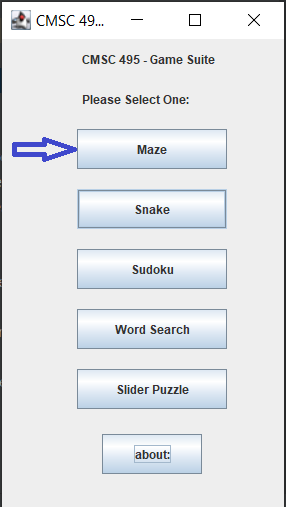 CMSC 49...
CMSC 495 - Game Suite
Please Select One:
Maze
Snake
Sudoku
Word Search
Slider Puzzle
about: